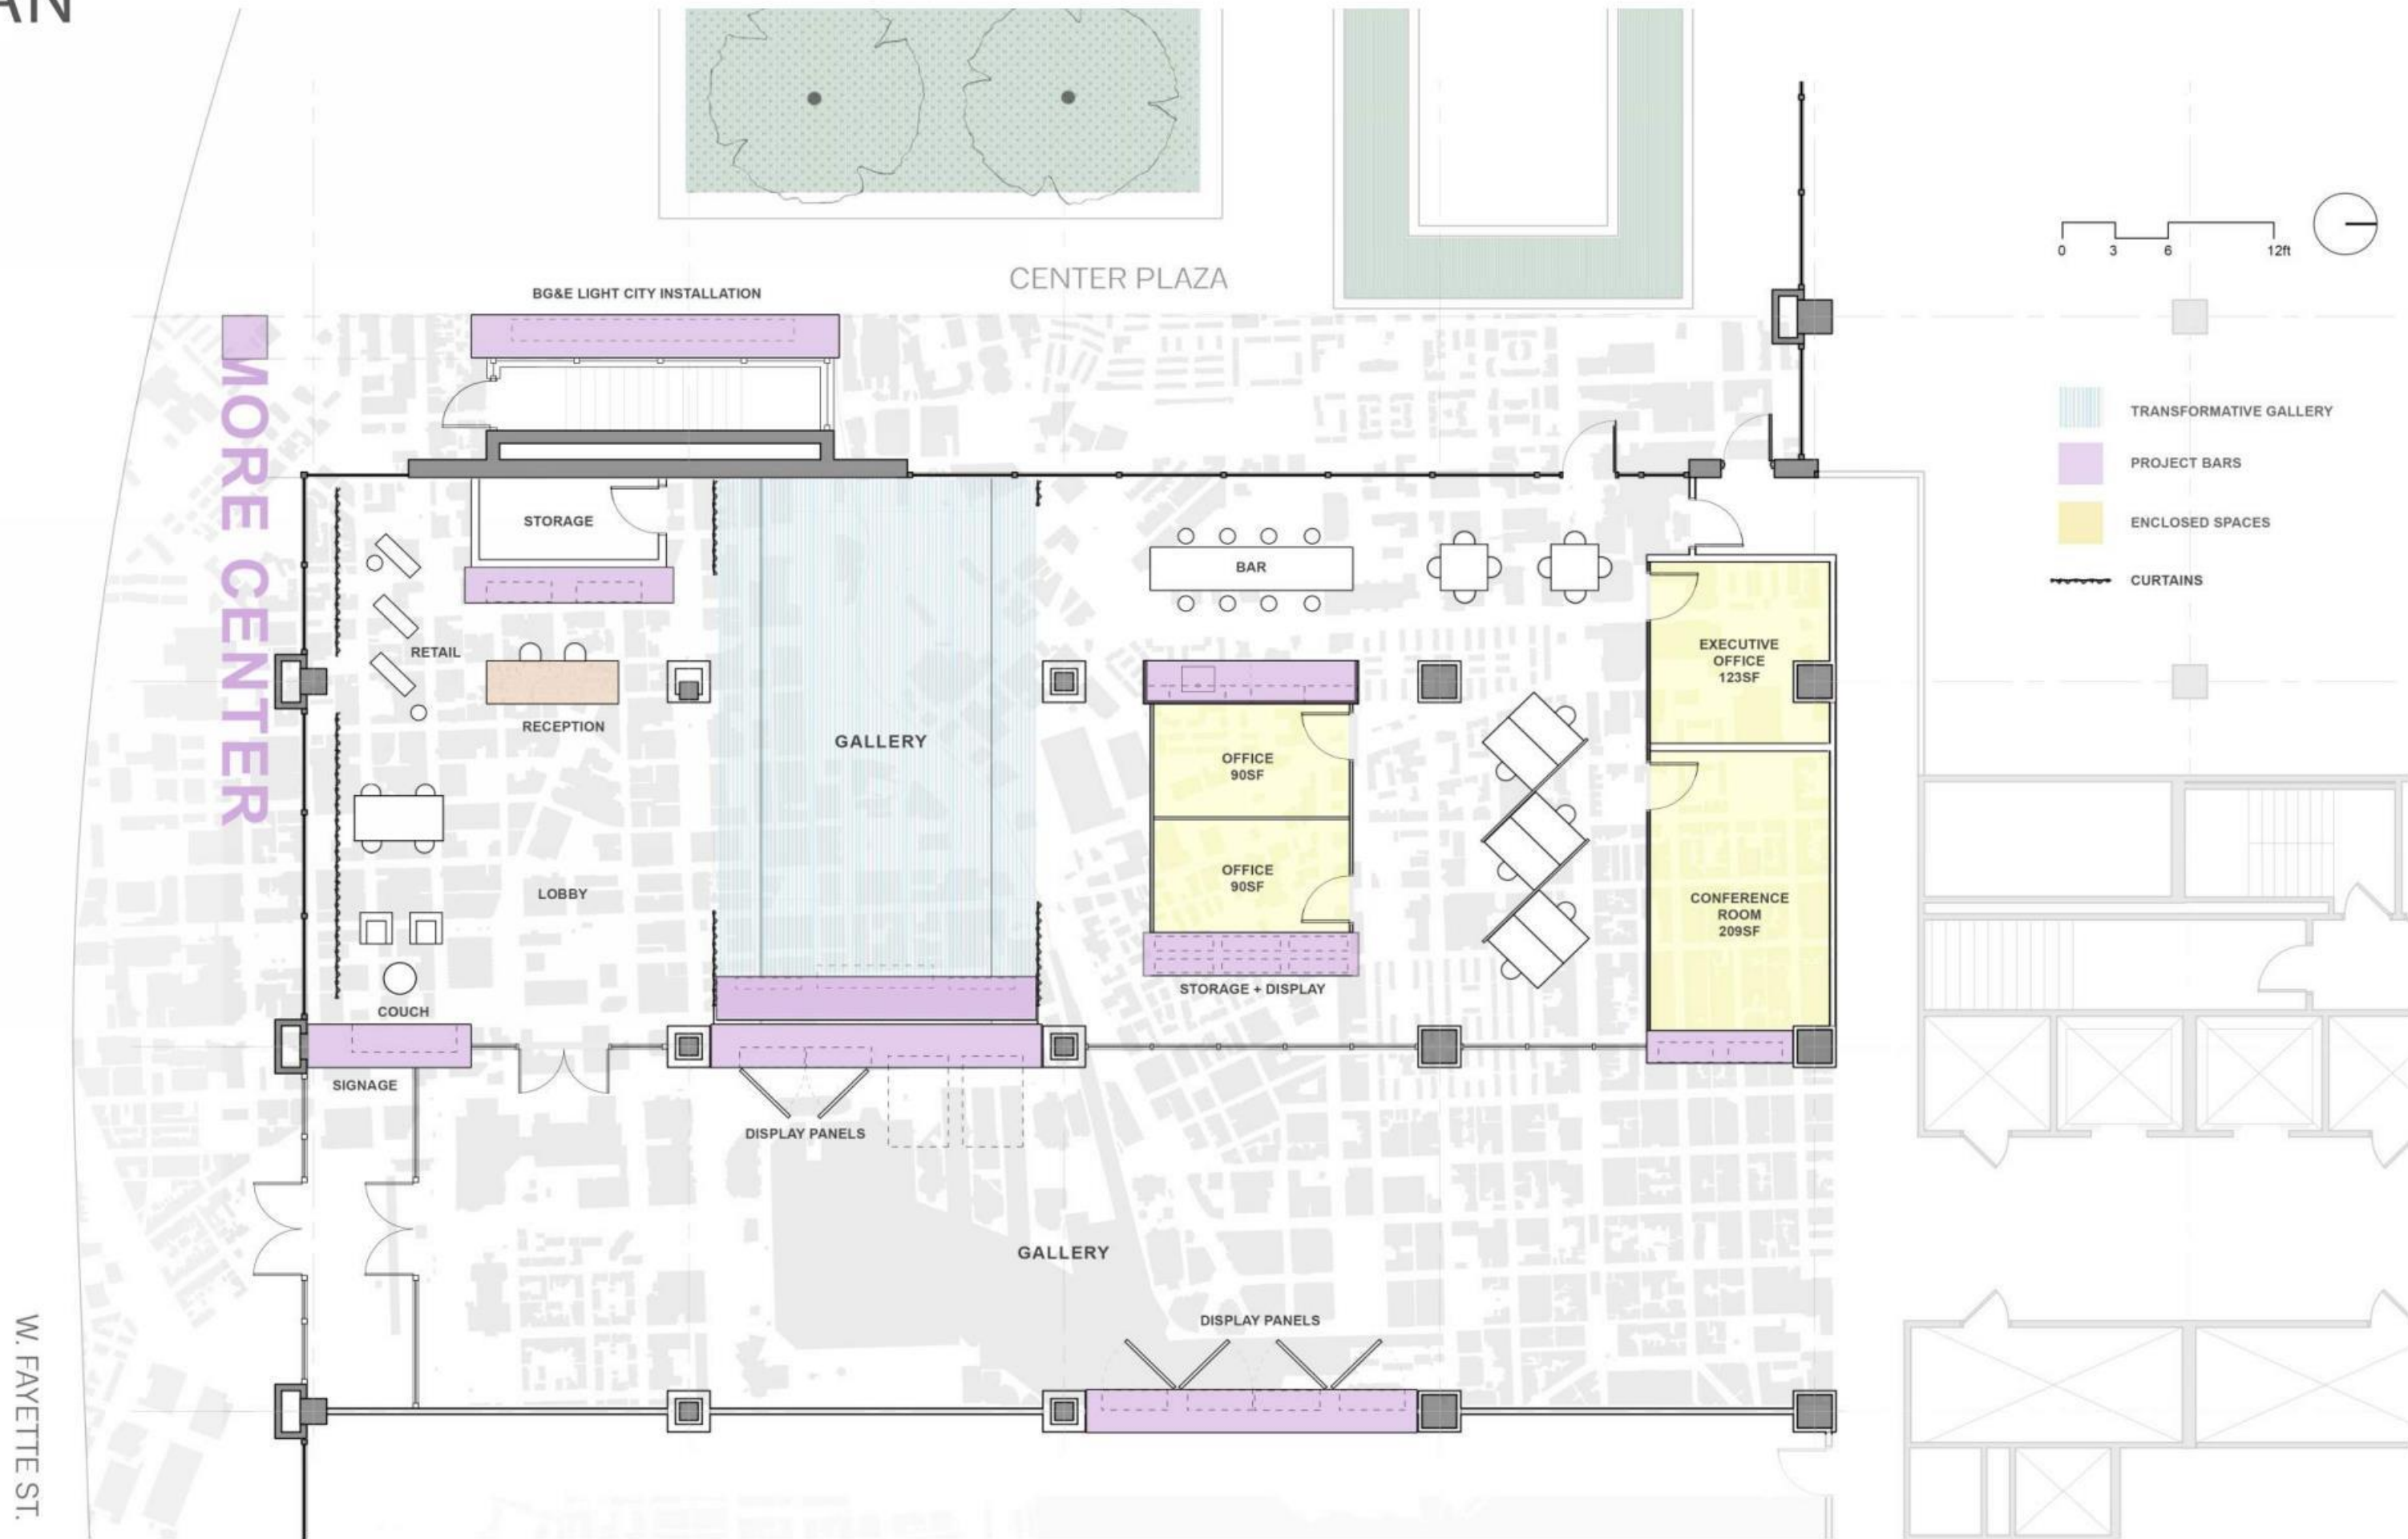 AN
CENTER PLAZA
BG&E LIGHT CITY INSTALLATION
0 3 6 12ft
MORE CENTER
TRANSFORMATIVE GALLERY
PROJECT BARS
ENCLOSED SPACES
CURTAINS
STORAGE
BAR
RETAIL
RECEPTION
GALLERY
EXECUTIVE
OFFICE
123SF
OFFICE
90SF
OFFICE
90SF
LOBBY
CONFERENCE
ROOM
209SF
STORAGE + DISPLAY
COUCH
SIGNAGE
DISPLAY PANELS
GALLERY
DISPLAY PANELS
W. FAYETTE ST.